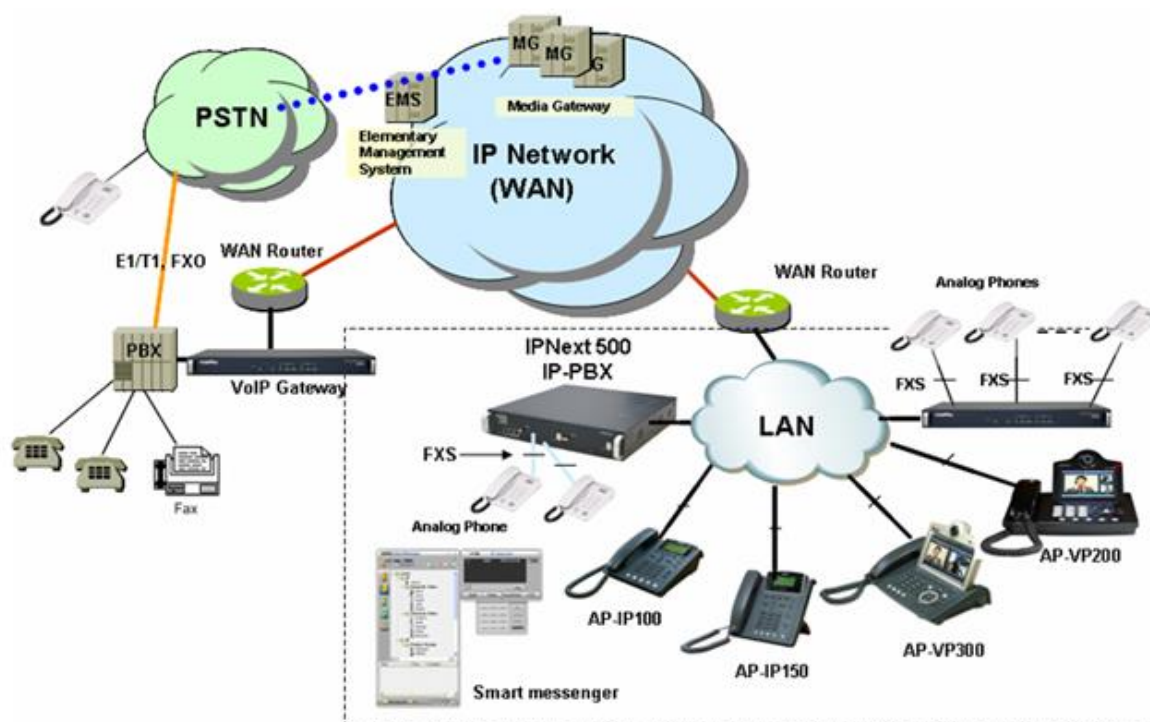 MG
MG
G
PSTN
EMS
Media Gateway
Elementary
Management
System
IP Network
(WAN)
E1/T1, FXO
WAN Router
WAN Router
Analog Phones
PBX
VoIP Gateway
IPNext 500
IP-PBX
FXS
FXS
FXS
LAN
FXS
Fax
Analog Phone
AP-VP200
AP-IP100
AP-VP300
AP-IP150
Smart messenger